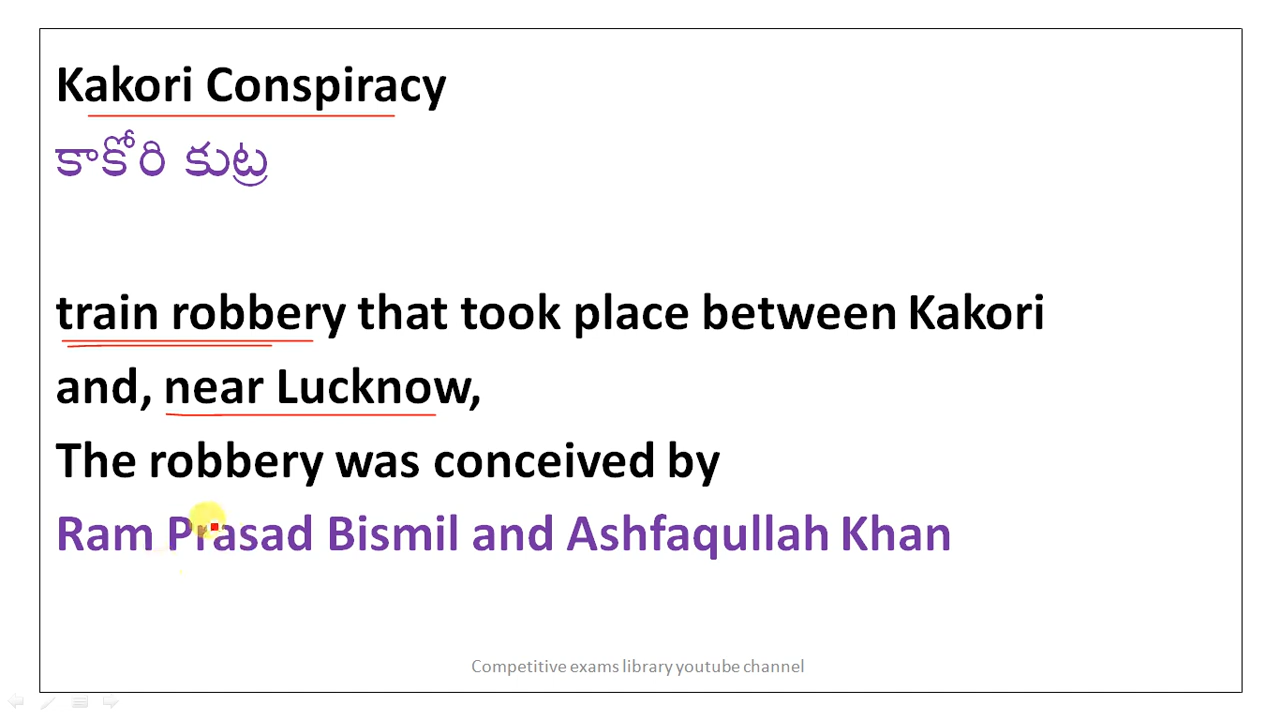 Kakori Conspiracy
కాకోరి కుట్ర
train robbery that took place between Kakori
and, near Lucknow,
The robbery was conceived by
Ram Prasad Bismil and Ashfaqullah Khan
Competitive exams library youtube channel